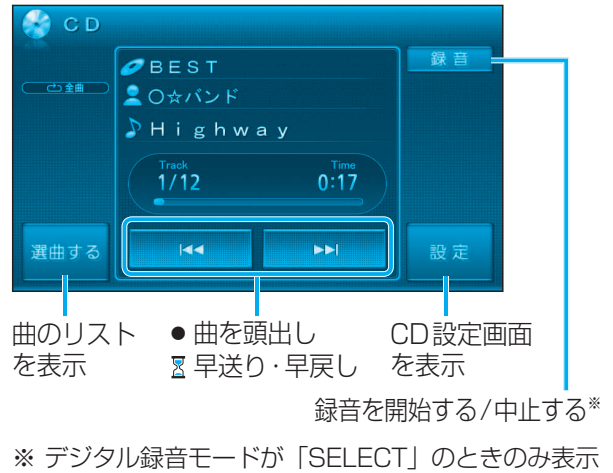 CD
録音
BEST
全曲
○☆バンド
Highway
Track Time
1/12 0:17
選曲する
設定
曲のリスト
を表示
● 曲を頭出し
早送り・早戻し
CD設定画面
を表示
録音を開始する/中止する※
※ デジタル録音モードが「SELECT」のときのみ表示